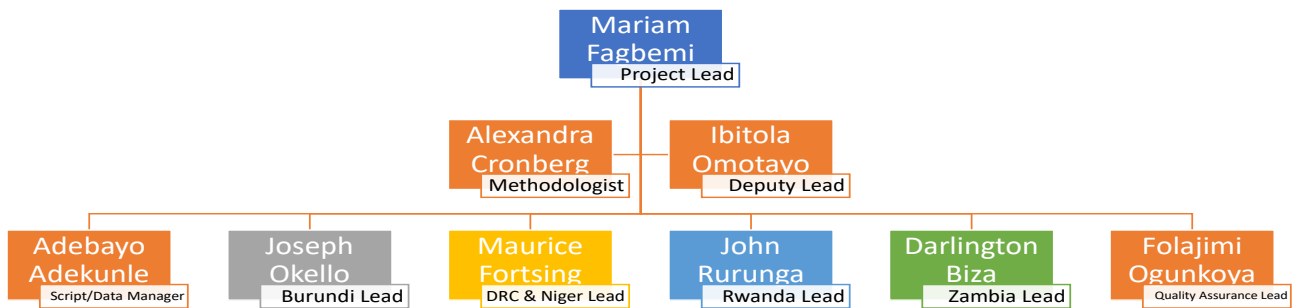 Mariam
Fagbemi
Project Lead
Alexandra
Cronberg
Methodologist
Ibitola
Omotayo
Deputy Lead
Adebayo
Adekunle
Script/Data Manager
Joseph
Okello
Burundi Lead
Maurice
Fortsing
DRC & Niger Lead
John
Rurunga
Rwanda Lead
Darlington
Biza
Zambia Lead
Folajimi
Ogunkoya
Quality Assurance Lead